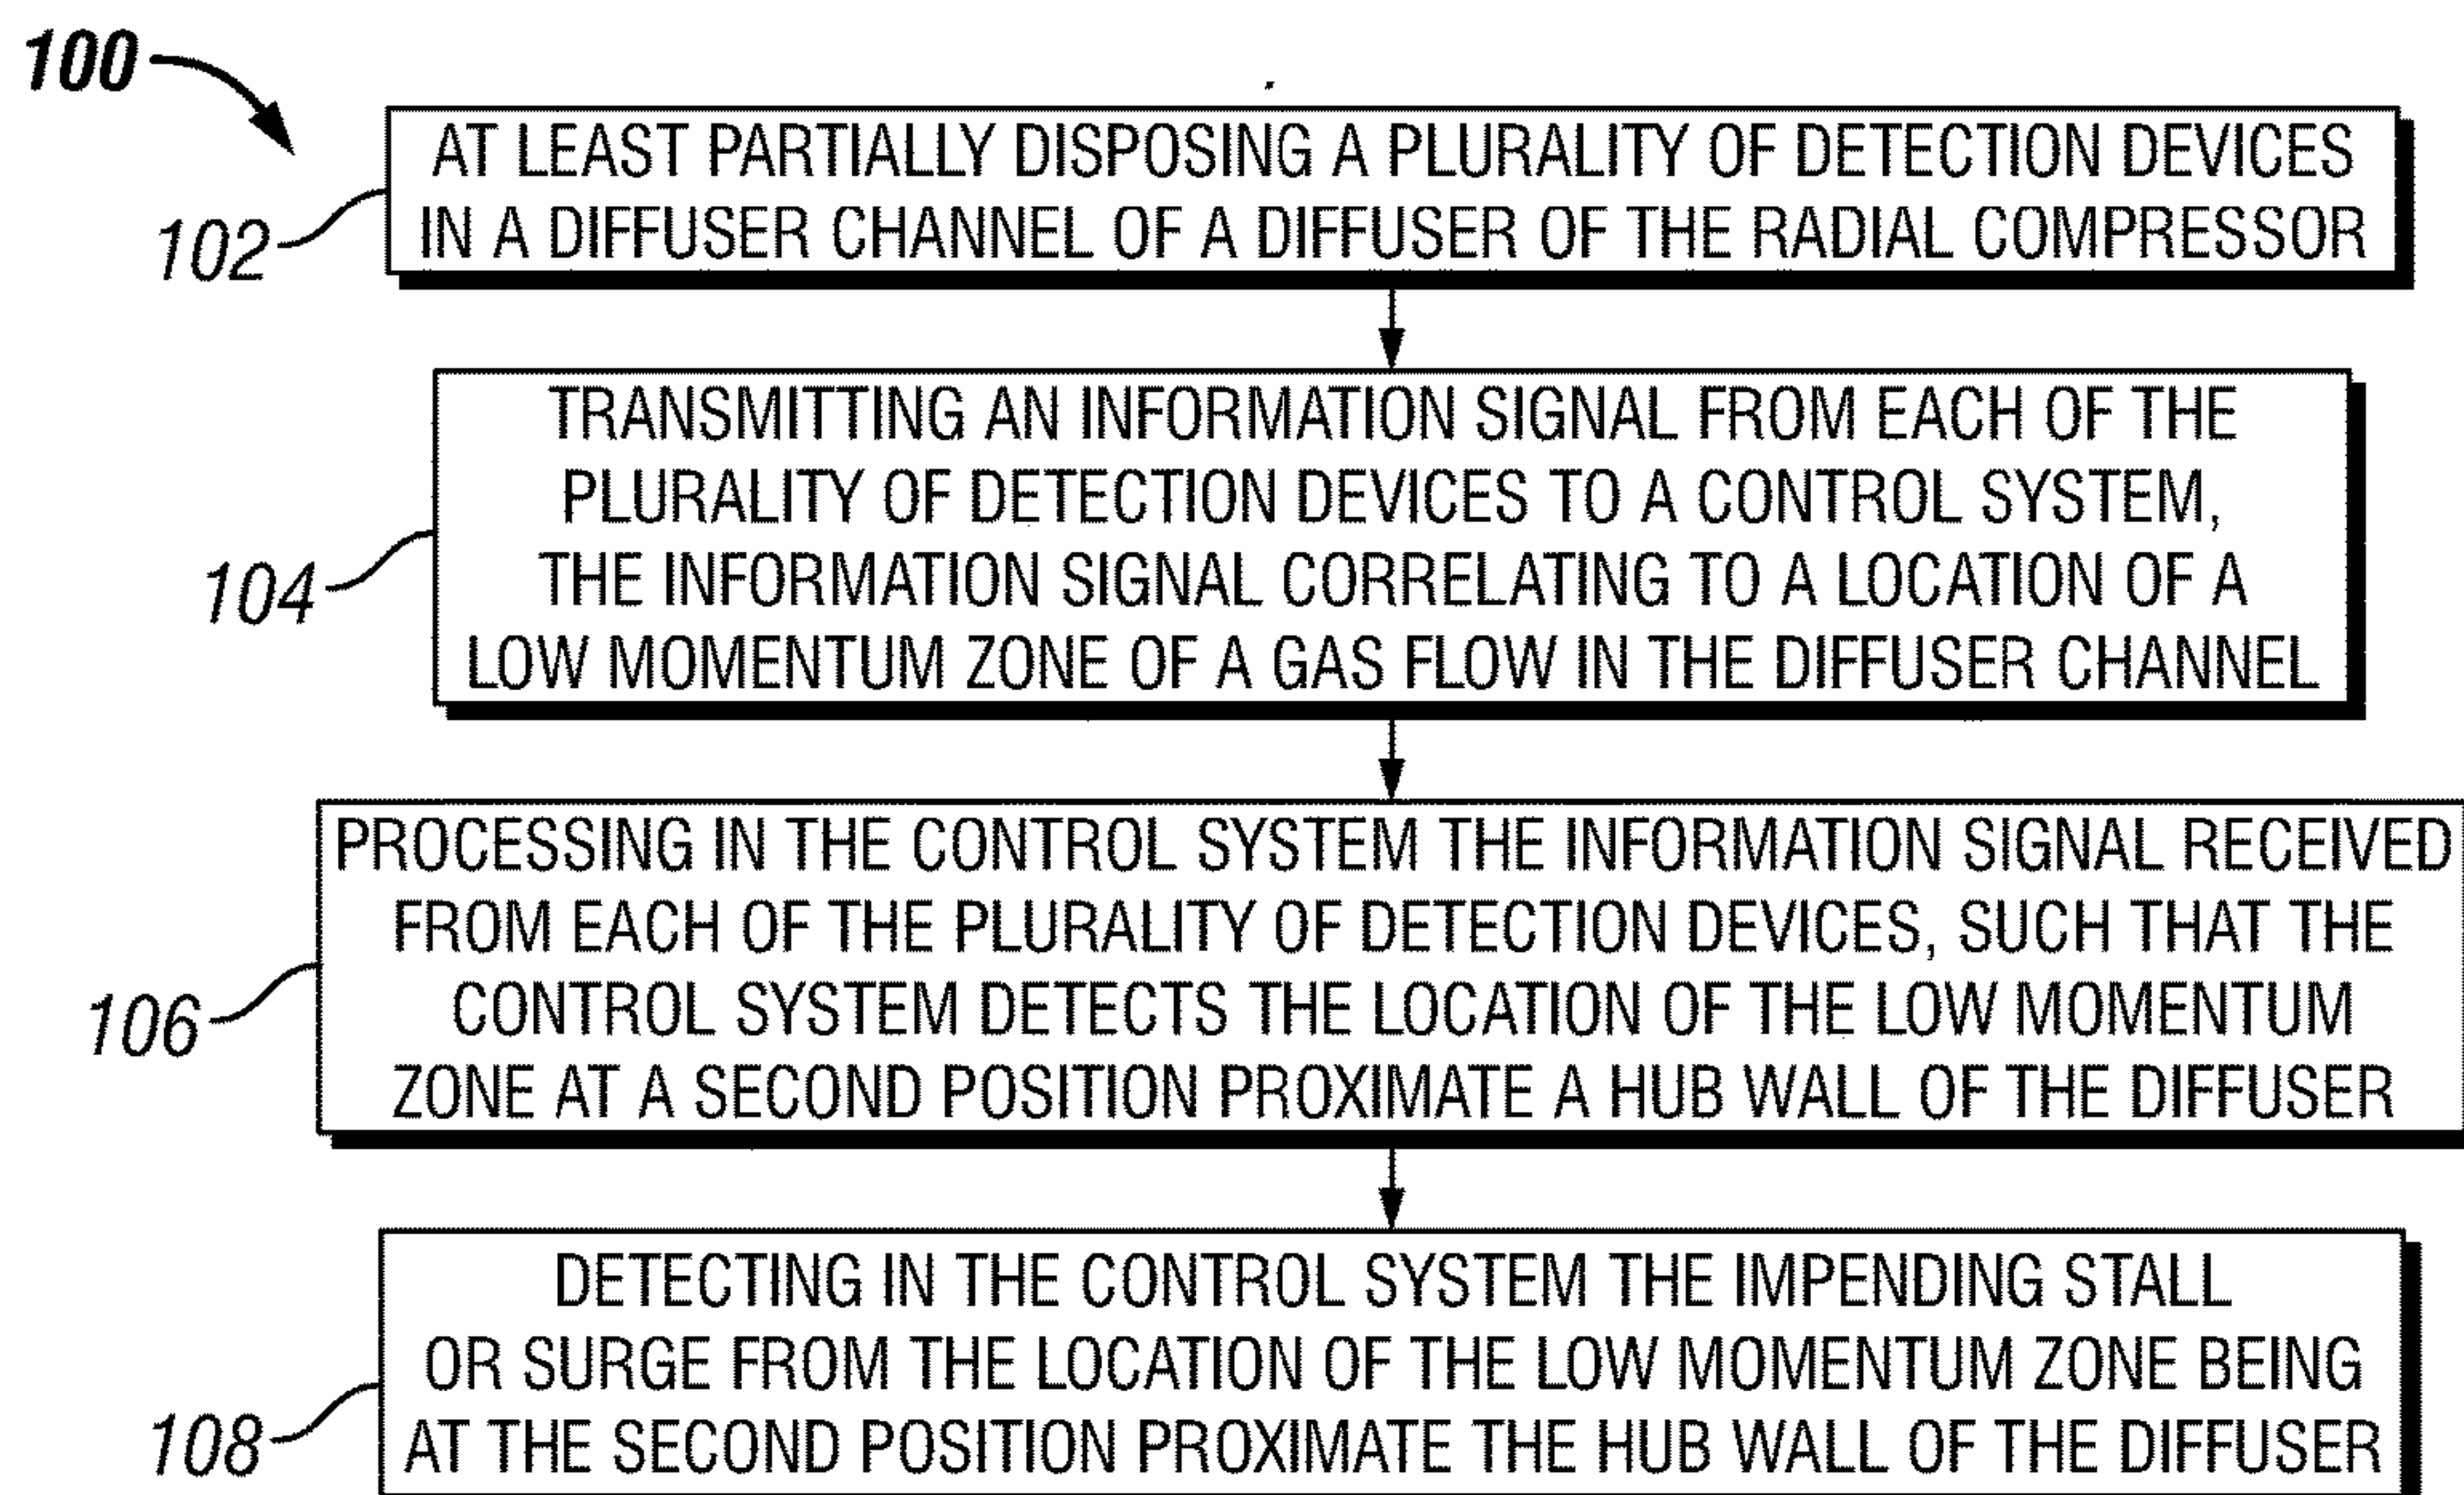 100
AT LEAST PARTIALLY DISPOSING A PLURALITY OF DETECTION DEVICES
IN A DIFFUSER CHANNEL OF A DIFFUSER OF THE RADIAL COMPRESSOR
102
TRANSMITTING AN INFORMATION SIGNAL FROM EACH OF THE
PLURALITY OF DETECTION DEVICES TO A CONTROL SYSTEM,
THE INFORMATION SIGNAL CORRELATING TO A LOCATION OF A
LOW MOMENTUM ZONE OF A GAS FLOW IN THE DIFFUSER CHANNEL
104
PROCESSING IN THE CONTROL SYSTEM THE INFORMATION SIGNAL RECEIVED
FROM EACH OF THE PLURALITY OF DETECTION DEVICES, SUCH THAT THE
CONTROL SYSTEM DETECTS THE LOCATION OF THE LOW MOMENTUM
ZONE AT A SECOND POSITION PROXIMATE A HUB WALL OF THE DIFFUSER
106
DETECTING IN THE CONTROL SYSTEM THE IMPENDING STALL
OR SURGE FROM THE LOCATION OF THE LOW MOMENTUM ZONE BEING
AT THE SECOND POSITION PROXIMATE THE HUB WALL OF THE DIFFUSER
108